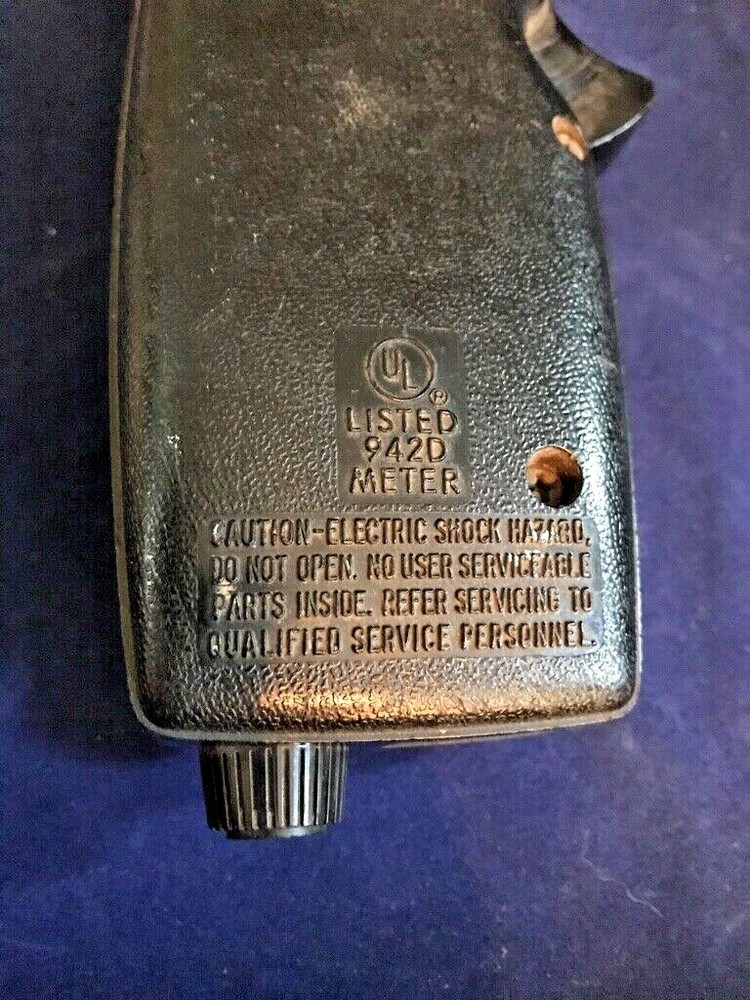 UL®
LISTED
942D
METER
CAUTION-ELECTRIC SHOCK HAZARD,
DO NOT OPEN. NO USER SERVICEABLE
PARTS INSIDE. REFER SERVICING TO
QUALIFIED SERVICE PERSONNEL.